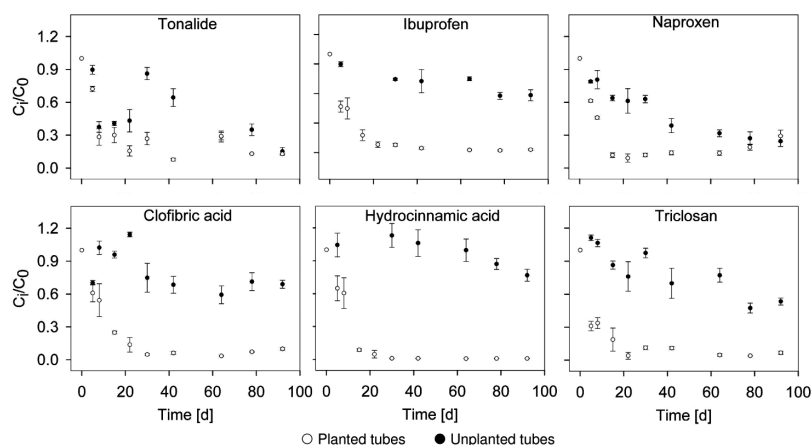 Tonalide
Ibuprofen
Naproxen
1.2
0.9
0.6
0.3
0.0
Ci/C0
Clofibric acid
Hydrocinnamic acid
Triclosan
1.2
0.9
0.6
0.3
0.0
Ci/C0
0 20 40 60 80 100
0 20 40 60 80 100
0 20 40 60 80 100
Time [d]
Time [d]
Time [d]
Planted tubes
Unplanted tubes